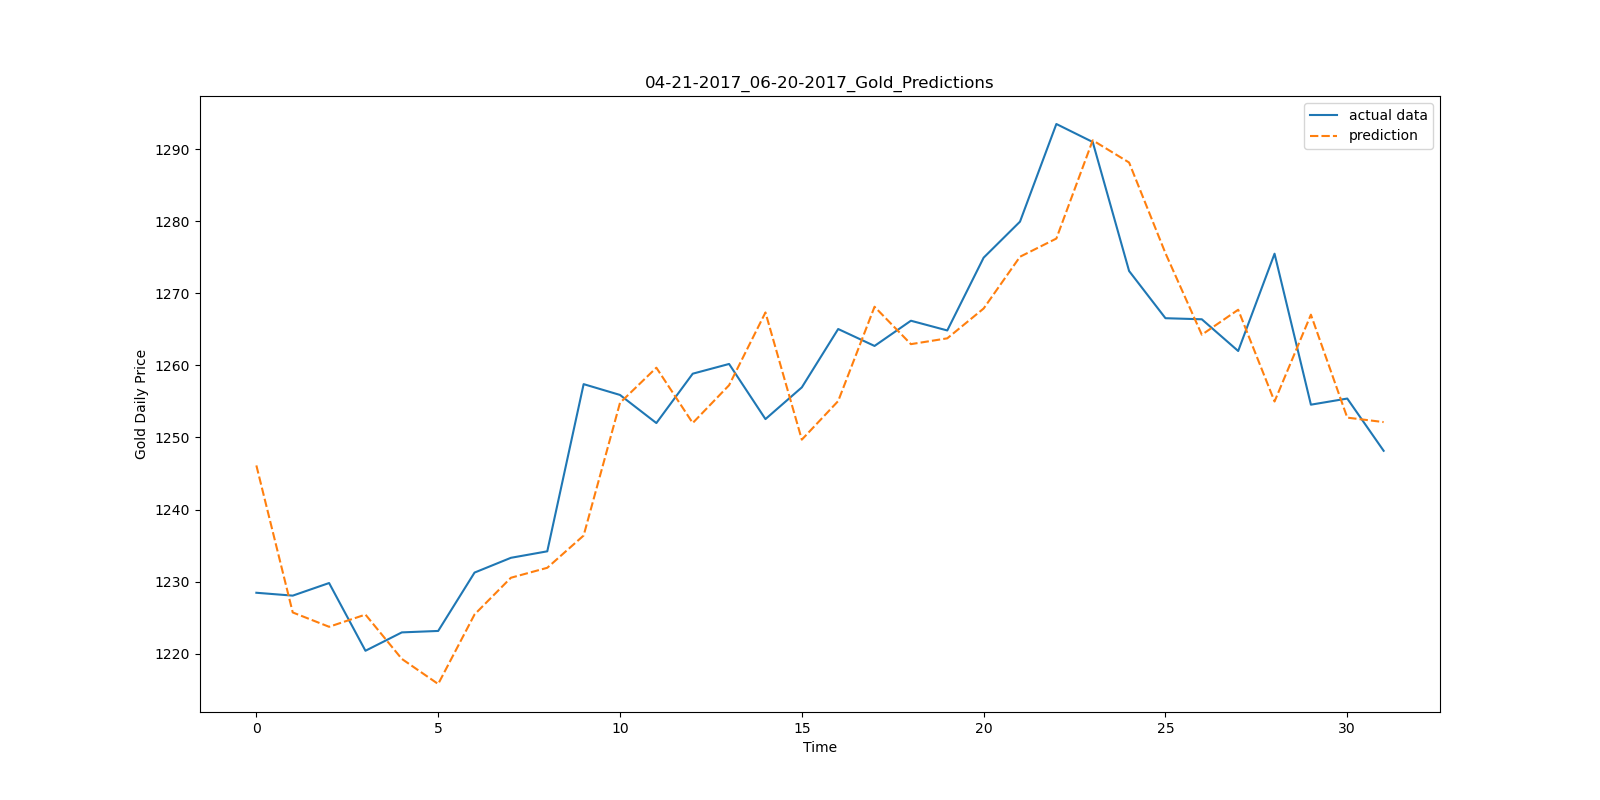 04-21-2017_06-20-2017_Gold_Predictions
actual data
prediction
Gold Daily Price
1290
1280
1270
1260
1250
1240
1230
1220
0 5 10 15 20 25 30
Time